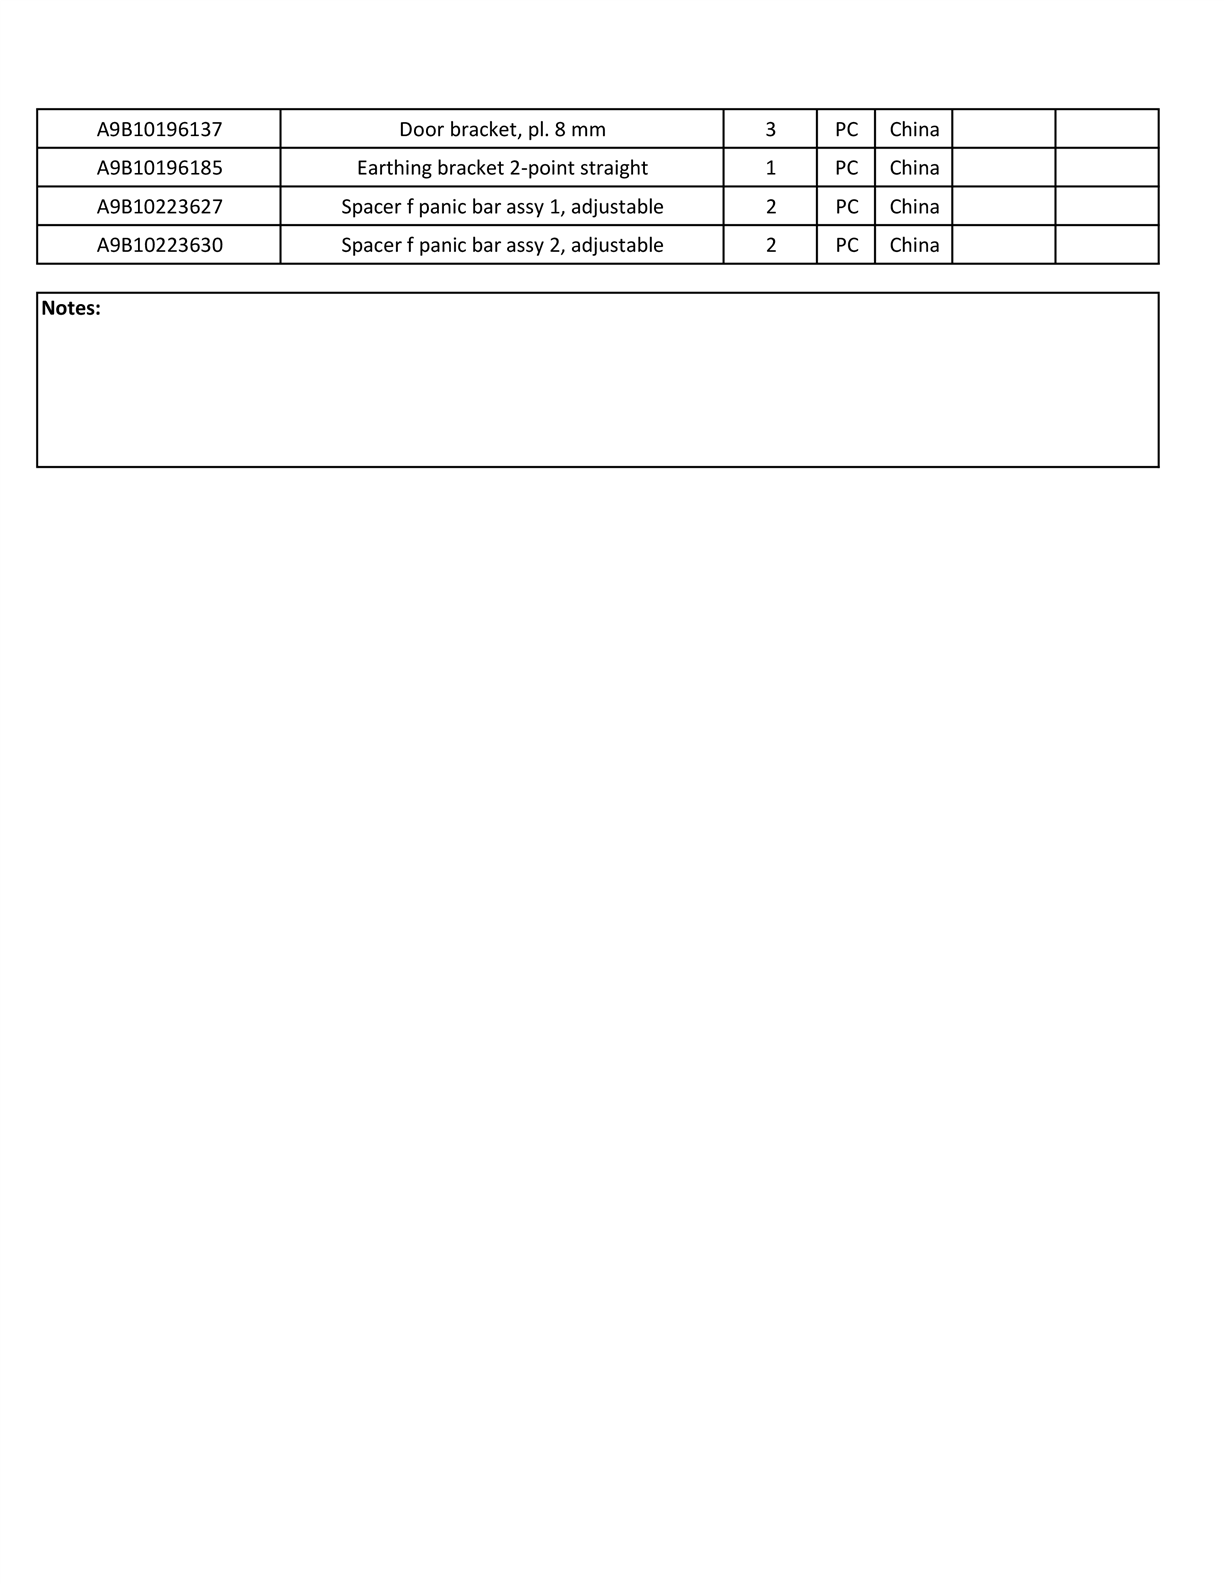 A9B10196137 Door bracket, pl. 8 mm 3 PC China
A9B10196185 Earthing bracket 2-point straight 1 PC China
A9B10223627 Spacer f panic bar assy 1, adjustable 2 PC China
A9B10223630 Spacer f panic bar assy 2, adjustable 2 PC China
Notes: